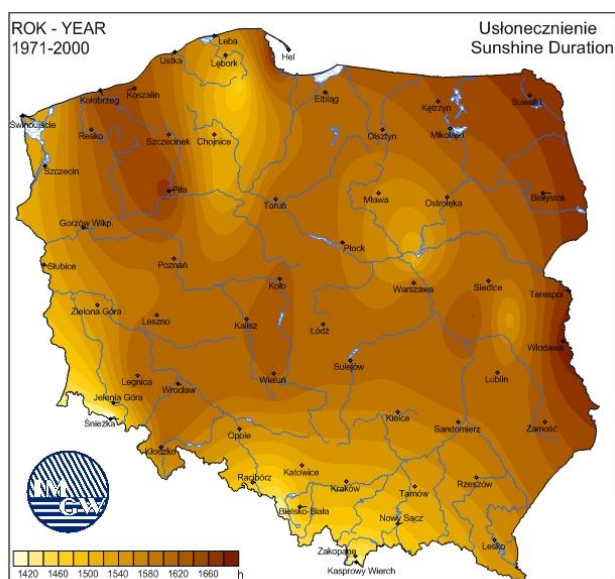 ROK - YEAR
1971-2000
Usłonecznienie
Sunshine Duration
Łeba
Ustka
Lębork
Hel
Kołobrzeg
Koszalin
Elbląg
Kętrzyn
Suwałki
Świnoujście
Resko
Szczecinek
Chojnice
Olsztyn
Mikołajki
Szczecin
Piła
Toruń
Mława
Ostrołęka
Białystok
Gorzów Wlkp.
Płock
Słubice
Poznań
Koło
Warszawa
Siedlce
Terespol
Zielona Góra
Leszno
Kalisz
Łódź
Włodawa
Sulejów
Legnica
Wrocław
Wieruń
Lublin
Jelenia Góra
Śnieżka
Kielce
Sandomierz
Zamość
Kłodzko
Opole
Racibórz
Katowice
Kraków
Tarnów
Rzeszów
Bielsko-Biała
Nowy Sącz
Lesko
Zakopane
Kasprowy Wierch
IMGW
1420 1460 1500 1540 1580 1620 1660 h